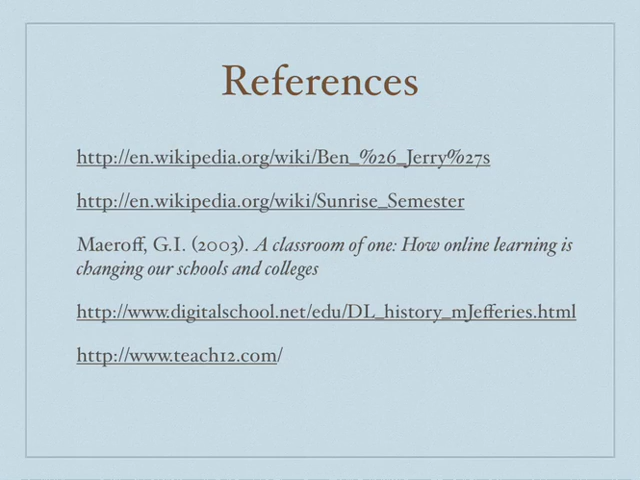 References
http://en.wikipedia.org/wiki/Ben_%26_Jerry%27s
http://en.wikipedia.org/wiki/Sunrise_Semester
Maeroff, G.I. (2003). A classroom of one: How online learning is
changing our schools and colleges
http://www.digitalschool.net/edu/DL_history_mJefferies.html
http://www.teach12.com/